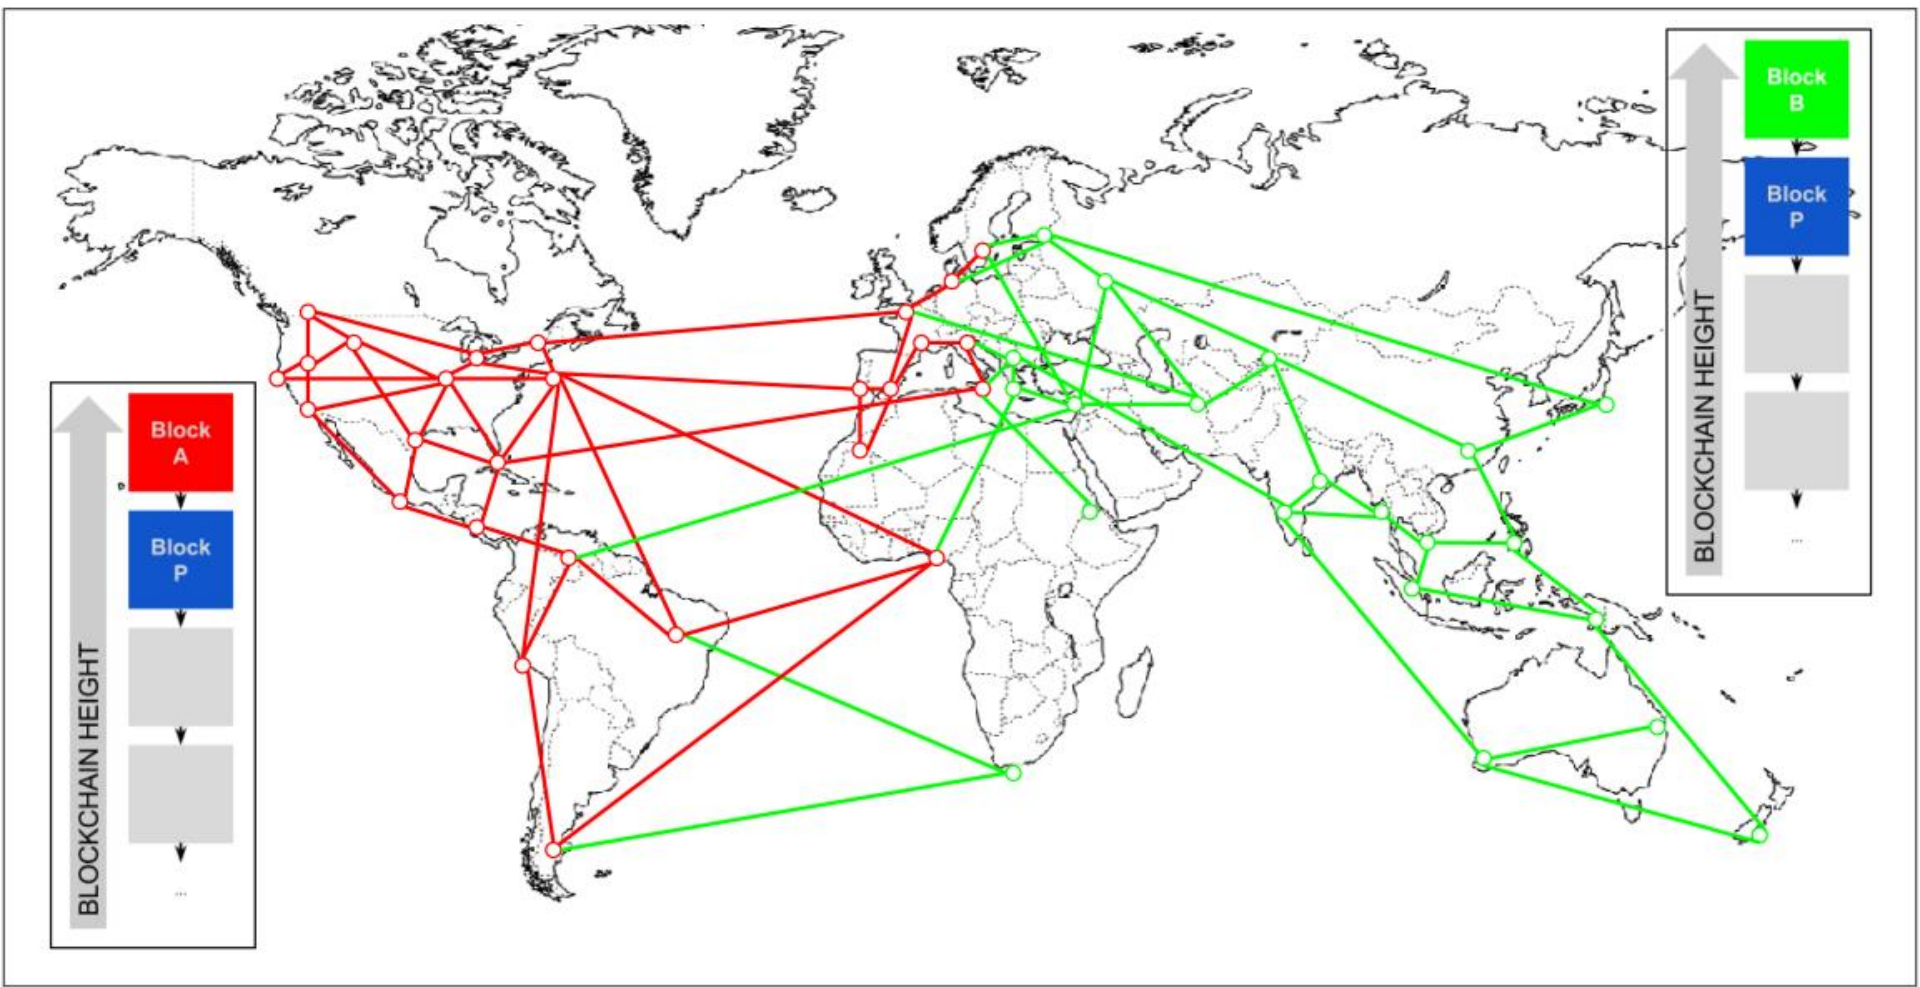 Block
A
Block
P
...
BLOCKCHAIN HEIGHT
Block
B
Block
P
...
BLOCKCHAIN HEIGHT